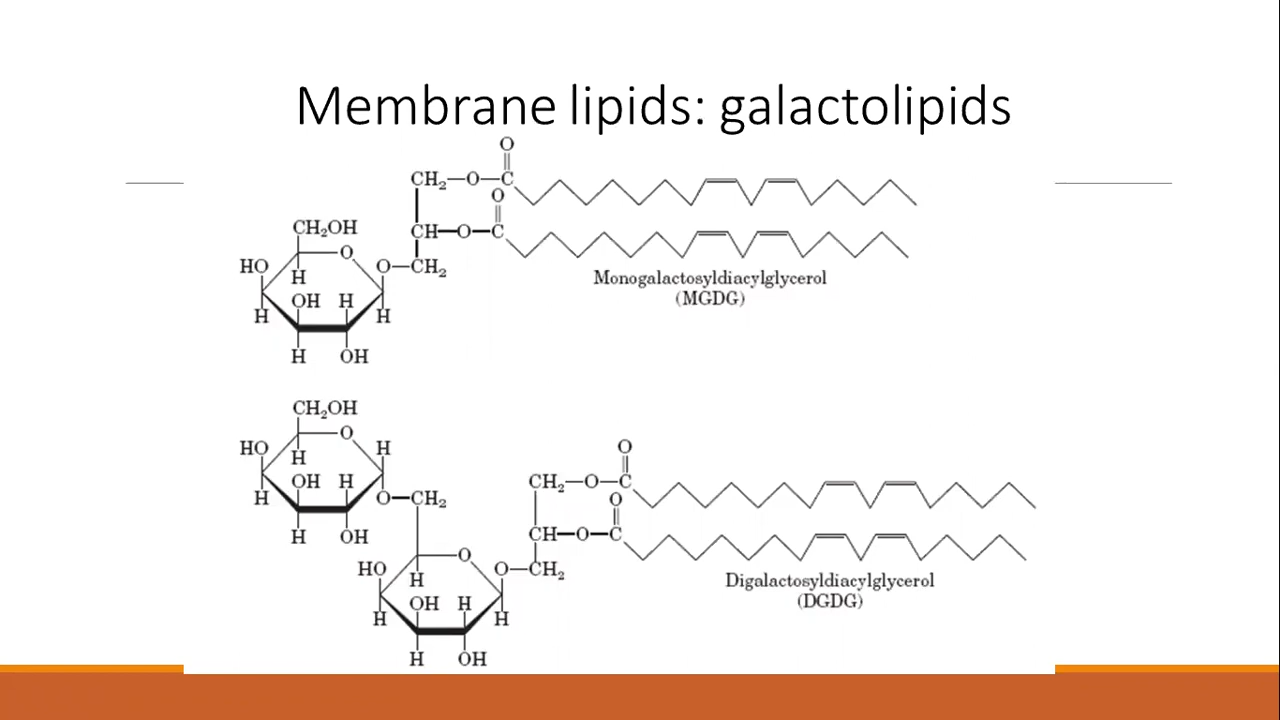 Membrane lipids: galactolipids
O
CH₂—O—C
O
CH₂OH
CH—O—C
O
HO
O—CH₂
H
Monogalactosyldiacylglycerol
(MGDG)
OH H
H
H
H
OH
CH₂OH
O
HO
H
H
O
OH H
CH₂—O—C
H
O—CH₂
O
H
OH
CH—O—C
O
HO
O—CH₂
H
Digalactosyldiacylglycerol
(DGDG)
OH H
H
H
H
OH